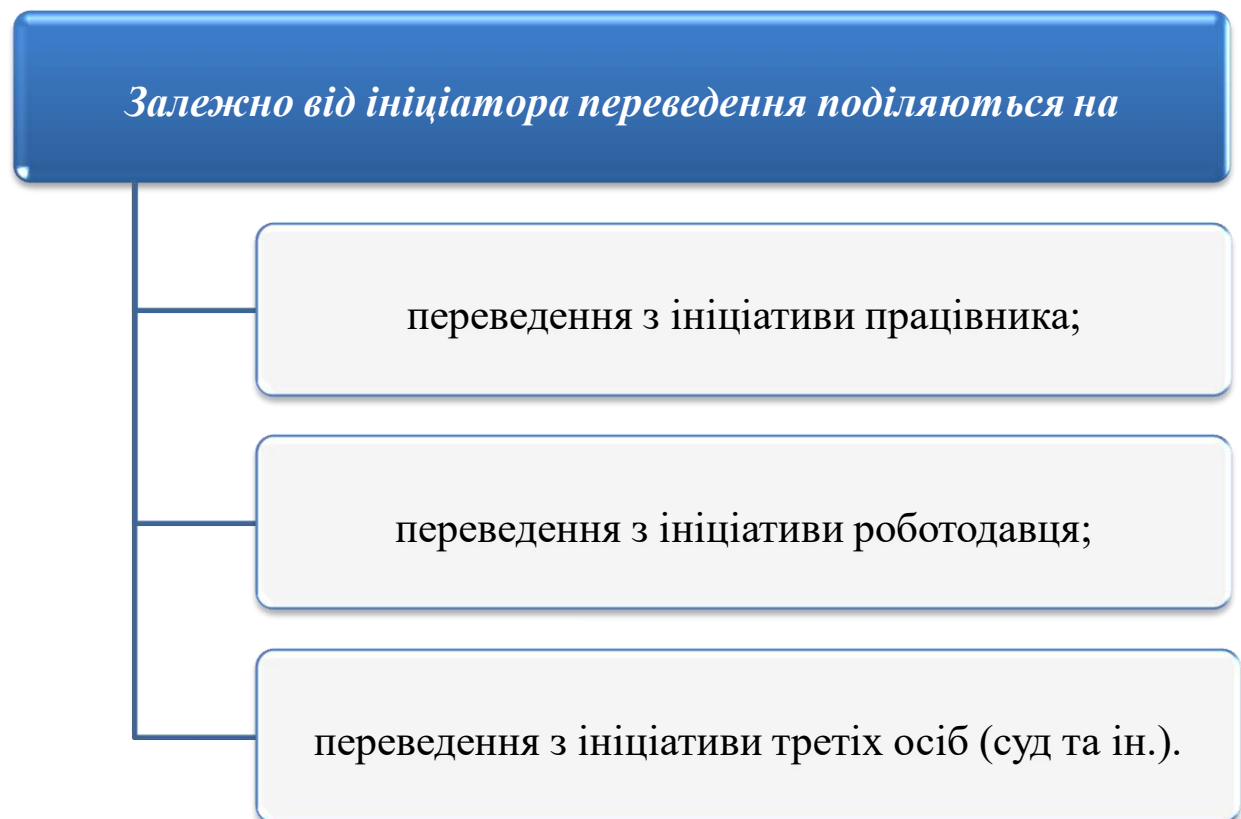 Залежно від ініціатора переведення поділяються на
переведення з ініціативи працівника;
переведення з ініціативи роботодавця;
переведення з ініціативи третіх осіб (суд та ін.).